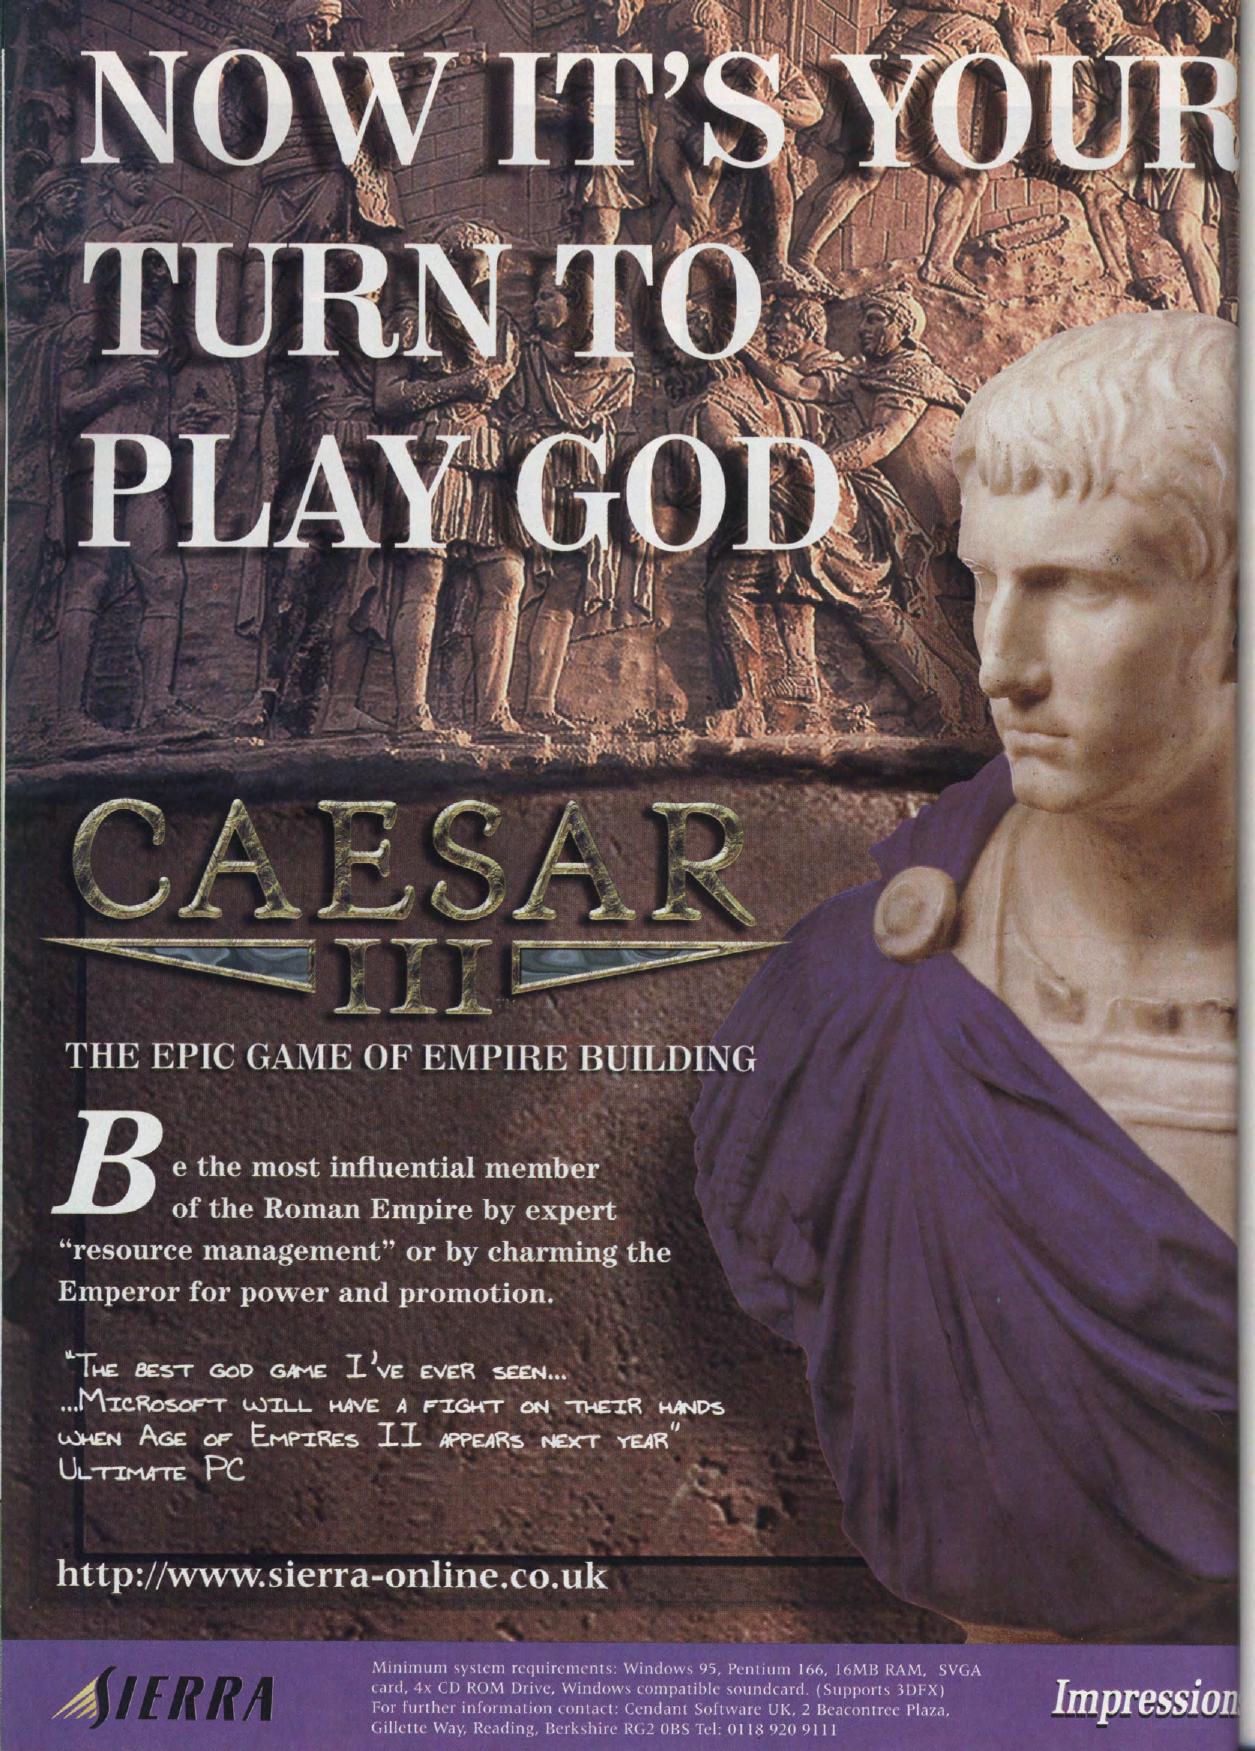 NOW IT'S YOUR
TURN TO
PLAY GOD
CAESAR
III™
THE EPIC GAME OF EMPIRE BUILDING
Be the most influential member
of the Roman Empire by expert
“resource management” or by charming the
Emperor for power and promotion.
"THE BEST GOD GAME I'VE EVER SEEN...
...MICROSOFT WILL HAVE A FIGHT ON THEIR HANDS
WHEN AGE OF EMPIRES II APPEARS NEXT YEAR"
ULTIMATE PC
http://www.sierra-online.co.uk
SIERRA
Minimum system requirements: Windows 95, Pentium 166, 16MB RAM, SVGA
card, 4x CD ROM Drive, Windows compatible soundcard. (Supports 3DFX)
For further information contact: Cendant Software UK, 2 Beacontree Plaza,
Gillette Way, Reading, Berkshire RG2 0BS Tel: 0118 920 9111
Impression